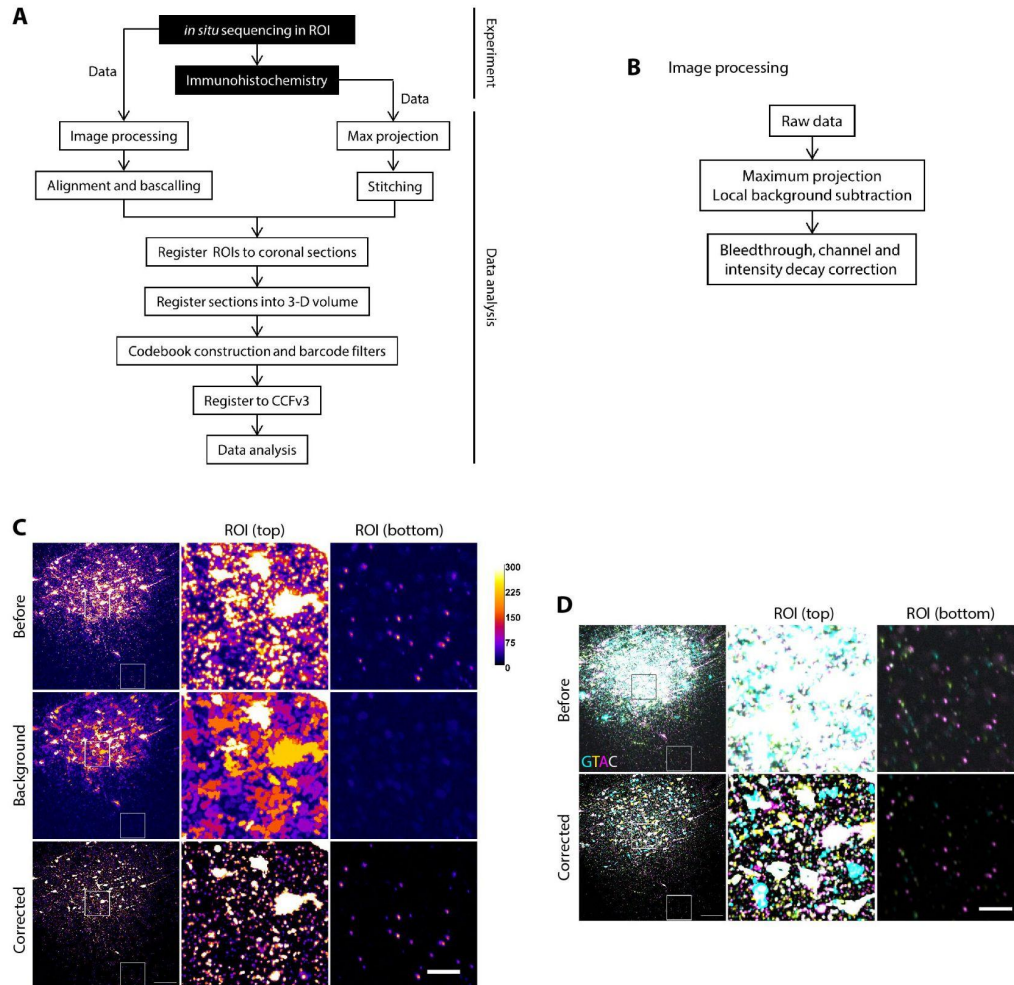 A
in situ sequencing in ROI
Immunohistochemistry
Data
Data
Image processing
Max projection
Alignment and bascalling
Stitching
Register ROIs to coronal sections
Register sections into 3-D volume
Codebook construction and barcode filters
Register to CCFv3
Data analysis
Experiment
Data analysis
B
Image processing
Raw data
Maximum projection
Local background subtraction
Bleedthrough, channel and
intensity decay correction
C
ROI (top)
ROI (bottom)
Before
Background
Corrected
300
225
150
75
0
D
ROI (top)
ROI (bottom)
Before
GTAC
Corrected